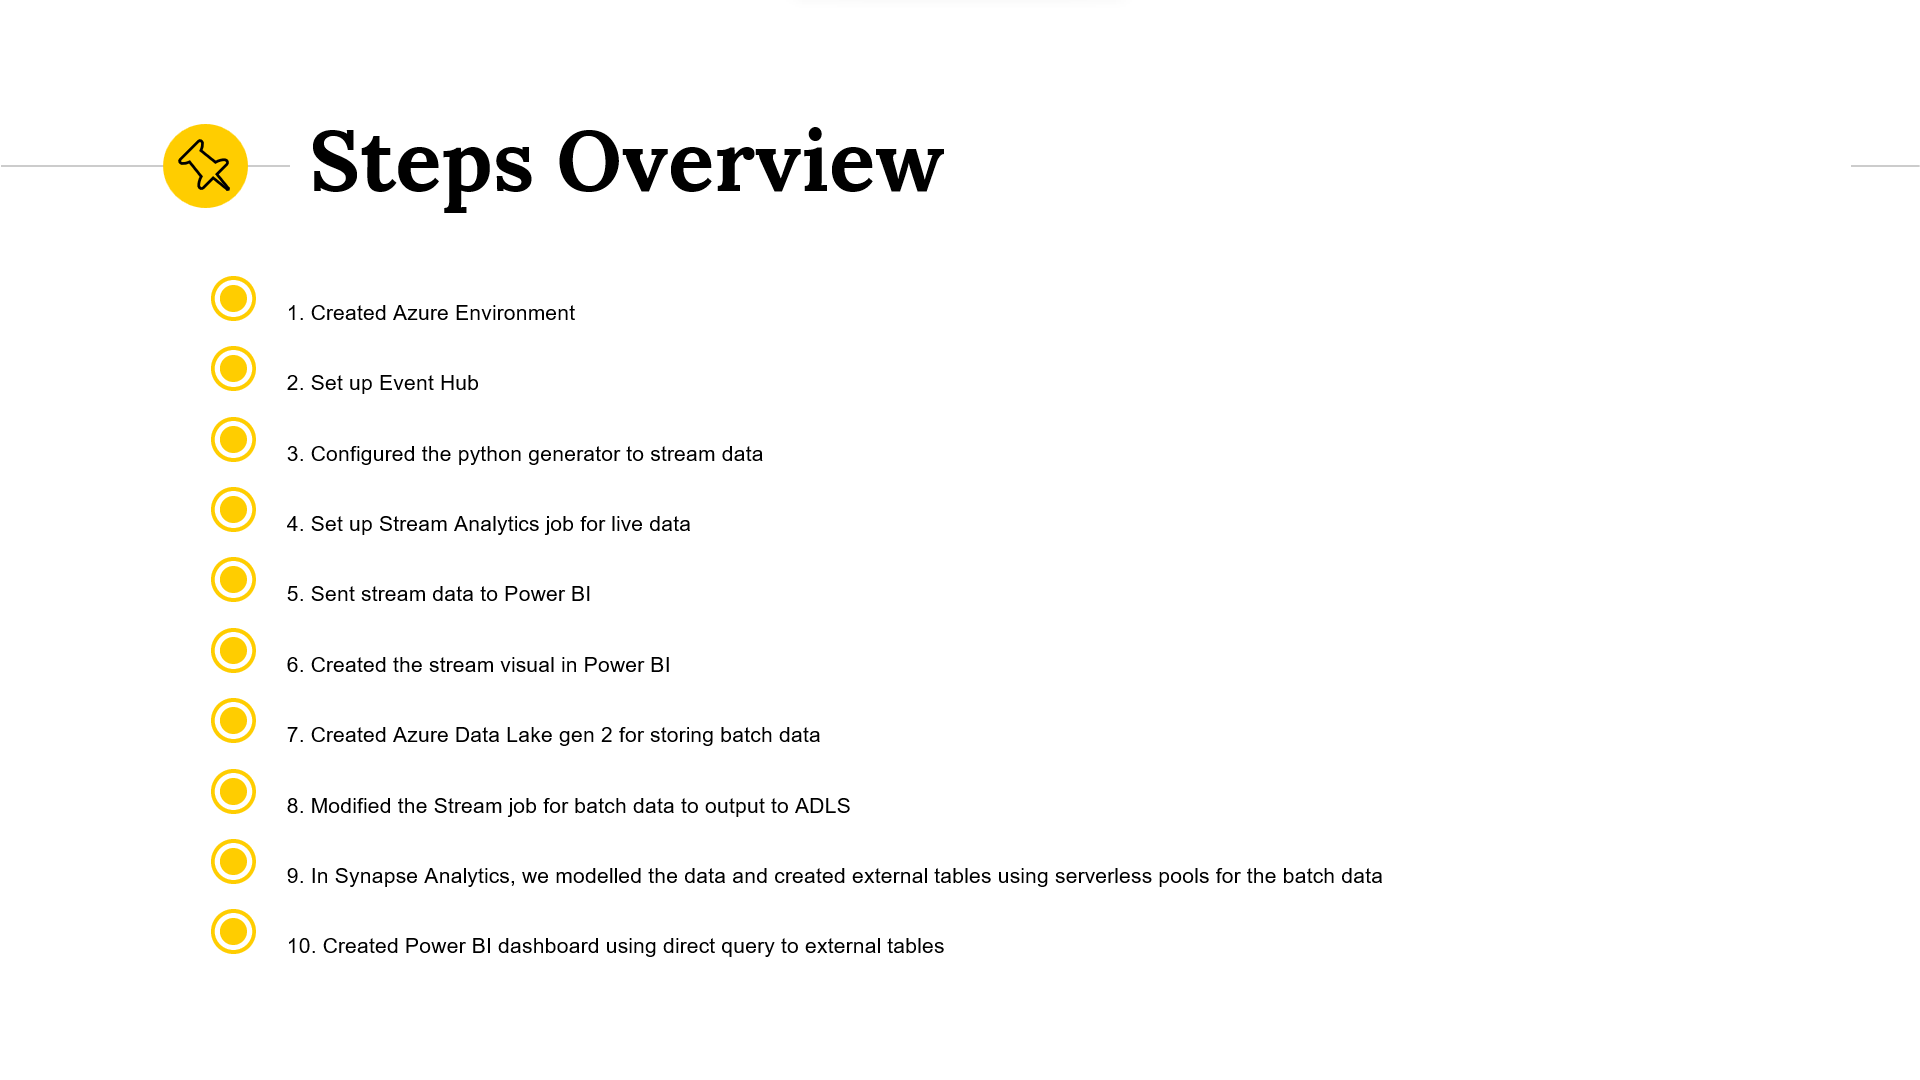 Steps Overview
1. Created Azure Environment
2. Set up Event Hub
3. Configured the python generator to stream data
4. Set up Stream Analytics job for live data
5. Sent stream data to Power BI
6. Created the stream visual in Power BI
7. Created Azure Data Lake gen 2 for storing batch data
8. Modified the Stream job for batch data to output to ADLS
9. In Synapse Analytics, we modelled the data and created external tables using serverless pools for the batch data
10. Created Power BI dashboard using direct query to external tables